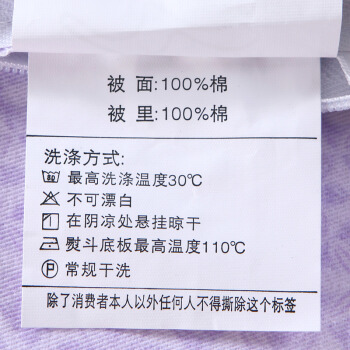 被 面:100%棉
被 里:100%棉
洗涤方式:
最高洗涤温度30℃
不可漂白
在阴凉处悬挂晾干
熨斗底板最高温度110℃
P 常规干洗
除了消费者本人以外任何人不得撕除这个标签